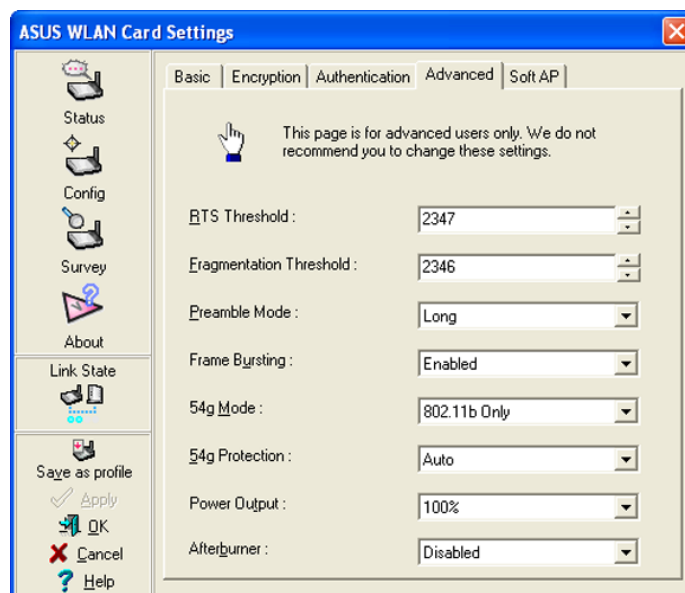 ASUS WLAN Card Settings
Status
Config
Survey
About
Link State
Save as profile
Apply
OK
Cancel
Help
Basic
Encryption
Authentication
Advanced
Soft AP
This page is for advanced users only. We do not
recommend you to change these settings.
RTS Threshold :
2347
Fragmentation Threshold :
2346
Preamble Mode :
Long
Frame Bursting :
Enabled
54g Mode :
802.11b Only
54g Protection :
Auto
Power Output :
100%
Afterburner :
Disabled